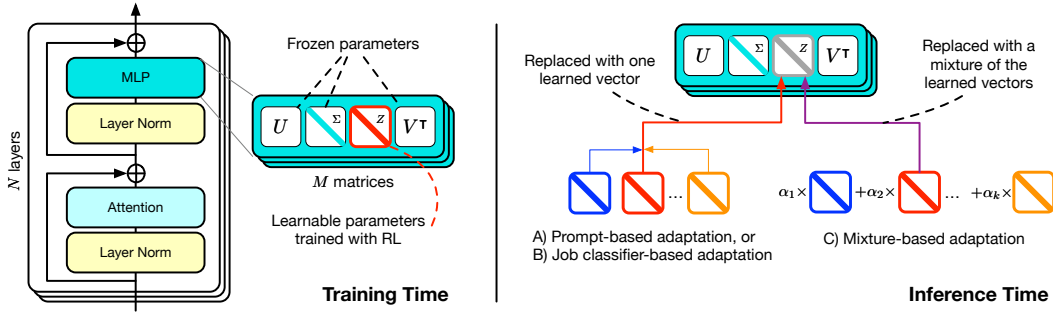 N layers
MLP
Layer Norm
Attention
Layer Norm
Frozen parameters
U
Σ
Z
V⊤
M matrices
Learnable parameters
trained with RL
Training Time
Replaced with one
learned vector
U
Σ
Z
V⊤
Replaced with a
mixture of the
learned vectors
...
A) Prompt-based adaptation, or
B) Job classifier-based adaptation
α1× +α2× ... +αk×
C) Mixture-based adaptation
Inference Time